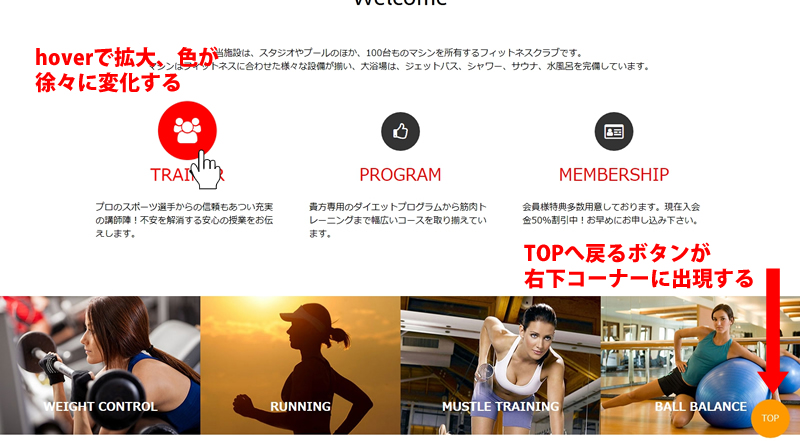 Welcome
hoverで拡大、色が
徐々に変化する
当施設は、スタジオやプールのほか、100台ものマシンを所有するフィットネスクラブです。
マシンはフィットネスに合わせた様々な設備が揃い、大浴場は、ジェットバス、シャワー、サウナ、水風呂を完備しています。
TRAINER
PROGRAM
MEMBERSHIP
プロのスポーツ選手からの信頼もあつい充実
の講師陣！不安を解消する安心の授業をお伝
えします。
貴方専用のダイエットプログラムから筋肉ト
レーニングまで幅広いコースを取り揃えてい
ます。
会員様特典多数用意しております。現在入会
金50%割引中！お早めにお申し込み下さい。
TOPへ戻るボタンが
右下コーナーに出現する
WEIGHT CONTROL
RUNNING
MUSTLE TRAINING
BALL BALANCE
TOP